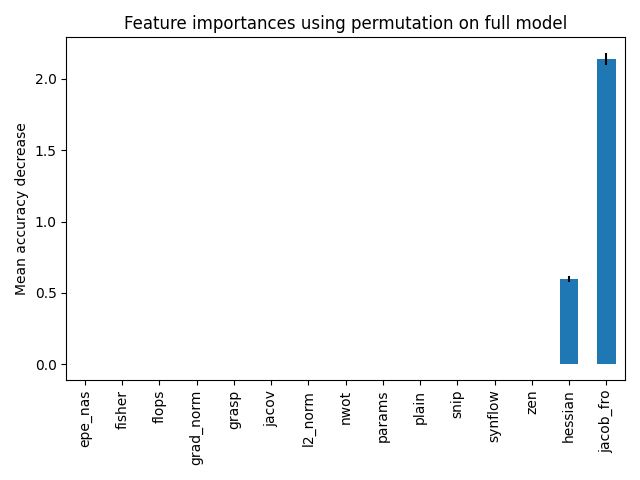 Feature importances using permutation on full model
Mean accuracy decrease
2.0
1.5
1.0
0.5
0.0
epe_nas
fisher
flops
grad_norm
grasp
jacov
l2_norm
nwot
params
plain
snip
synflow
zen
hessian
jacob_fro